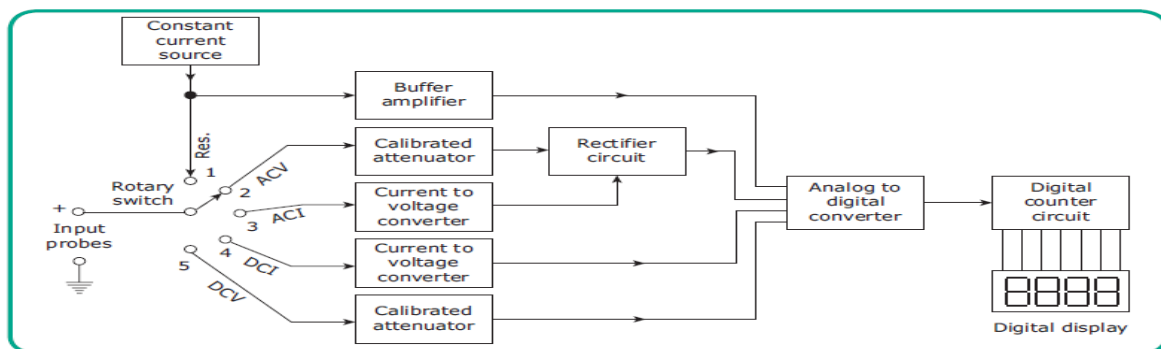 Constant
current
source
Buffer
amplifier
Res.
1
Rotary
switch
2
ACV
Calibrated
attenuator
Rectifier
circuit
+
Input
probes
3
ACI
Current to
voltage
converter
4
DCI
Current to
voltage
converter
5
DCV
Calibrated
attenuator
Analog to
digital
converter
Digital
counter
circuit
8888
Digital display